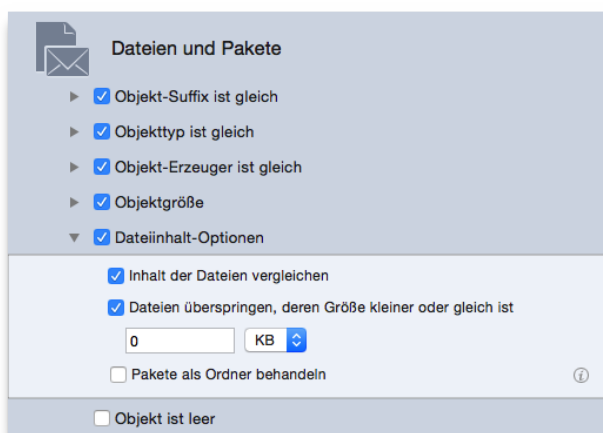 Dateien und Pakete
Objekt-Suffix ist gleich
Objekttyp ist gleich
Objekt-Erzeuger ist gleich
Objektgröße
Dateiinhalt-Optionen
Inhalt der Dateien vergleichen
Dateien überspringen, deren Größe kleiner oder gleich ist
0 KB
Pakete als Ordner behandeln
Objekt ist leer